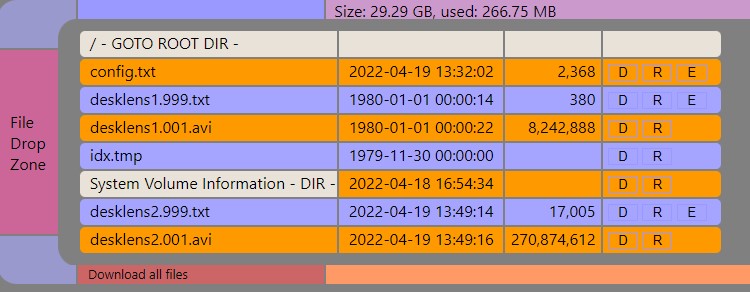 Size: 29.29 GB, used: 266.75 MB
/ - GOTO ROOT DIR -
config.txt 2022-04-19 13:32:02 2,368 D R E
desklens1.999.txt 1980-01-01 00:00:14 380 D R E
desklens1.001.avi 1980-01-01 00:00:22 8,242,888 D R
idx.tmp 1979-11-30 00:00:00 D R
System Volume Information - DIR - 2022-04-18 16:54:34 D R
desklens2.999.txt 2022-04-19 13:49:14 17,005 D R E
desklens2.001.avi 2022-04-19 13:49:16 270,874,612 D R
File
Drop
Zone
Download all files